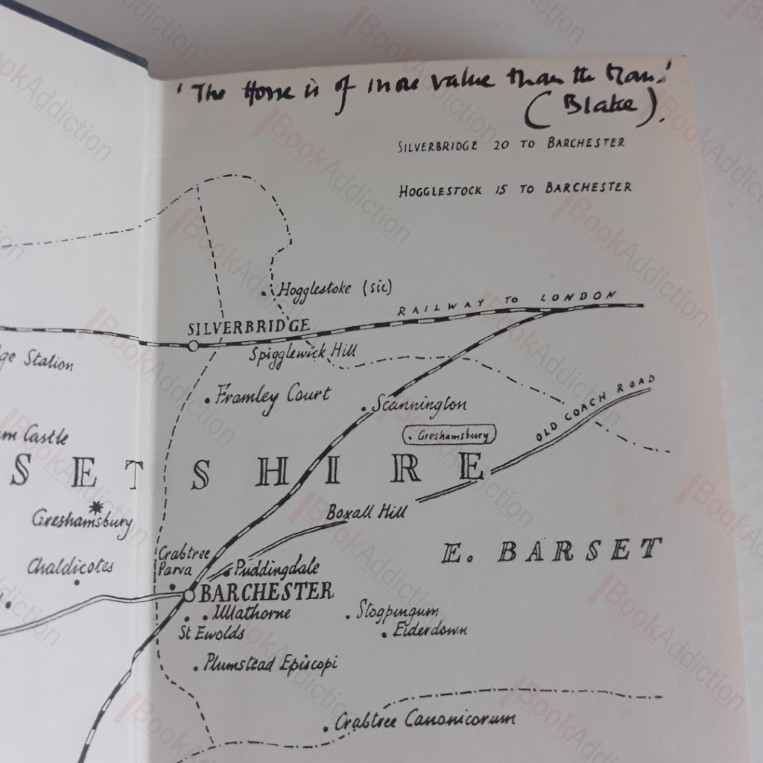 'The Horse is of more value than the Man.'
(Blake).
SILVERBRIDGE 20 TO BARCHESTER
HOGGLESTOCK 15 TO BARCHESTER
Hogglestoke (sic)
RAILWAY TO LONDON
SILVERBRIDGE
Spigglewick Hill
ge Station
Framley Court
Scannington
OLD COACH ROAD
m Castle
Greshamsbury
SETSHIRE
Greshamsbury
Boxall Hill
E. BARSET
Chaldicotes
Crabtree
Parva
Puddingdale
BARCHESTER
Ullathorne
Stogpingum
St Ewolds
Eiderdown
Plumstead Episcopi
Crabtree Canonicorum
BookAddiction